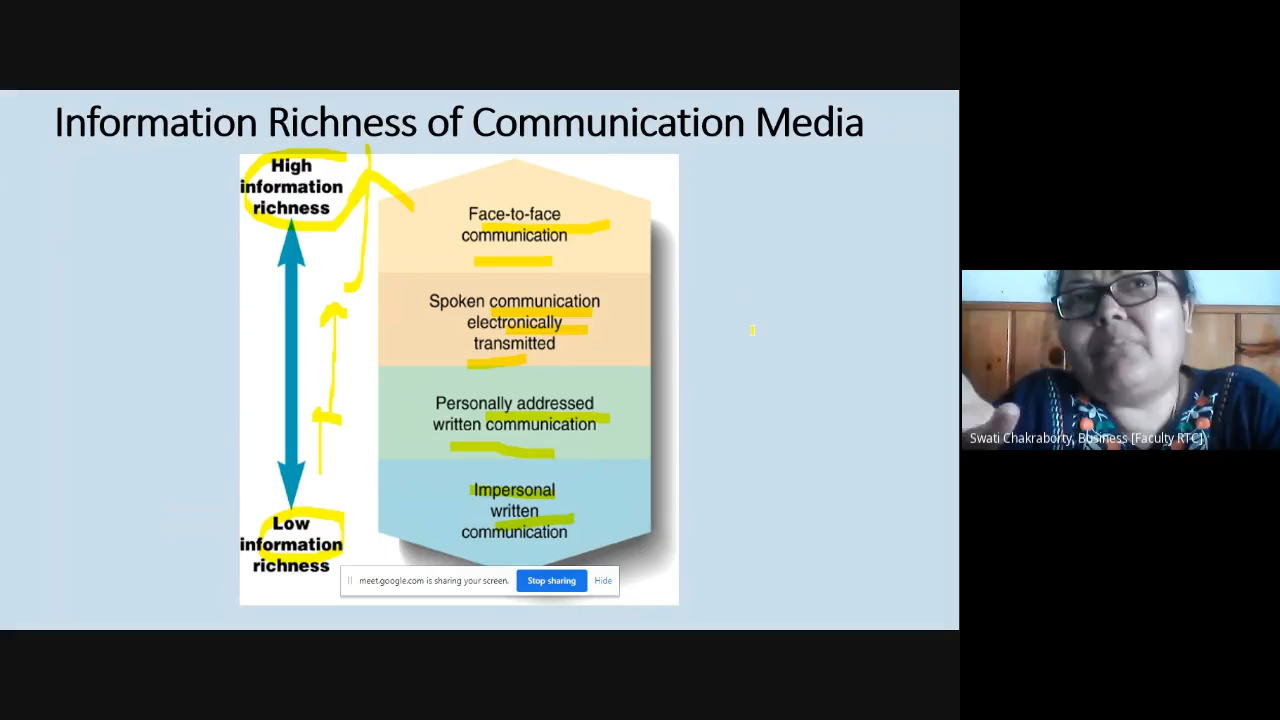 Information Richness of Communication Media
High
information
richness
Face-to-face
communication
Spoken communication
electronically
transmitted
Personally addressed
written communication
Impersonal
written
communication
Low
information
richness
meet.google.com is sharing your screen.
Stop sharing
Hide
Swati Chakraborty, Business [Faculty RTC]